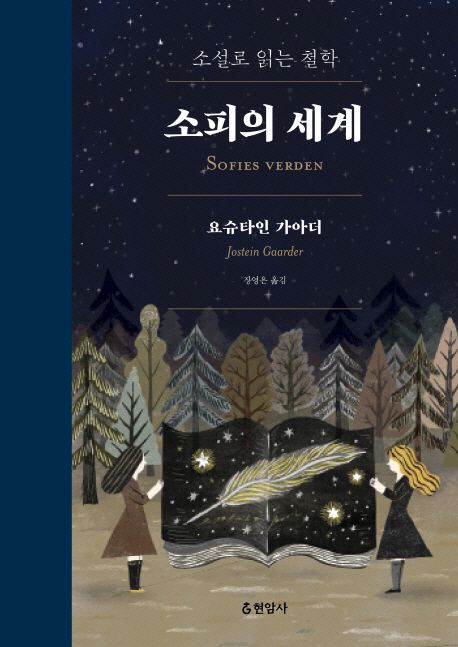 소설로 읽는 철학
소피의 세계
SOFIES VERDEN
요슈타인 가아더
Jostein Gaarder
장영은 옮김
현암사